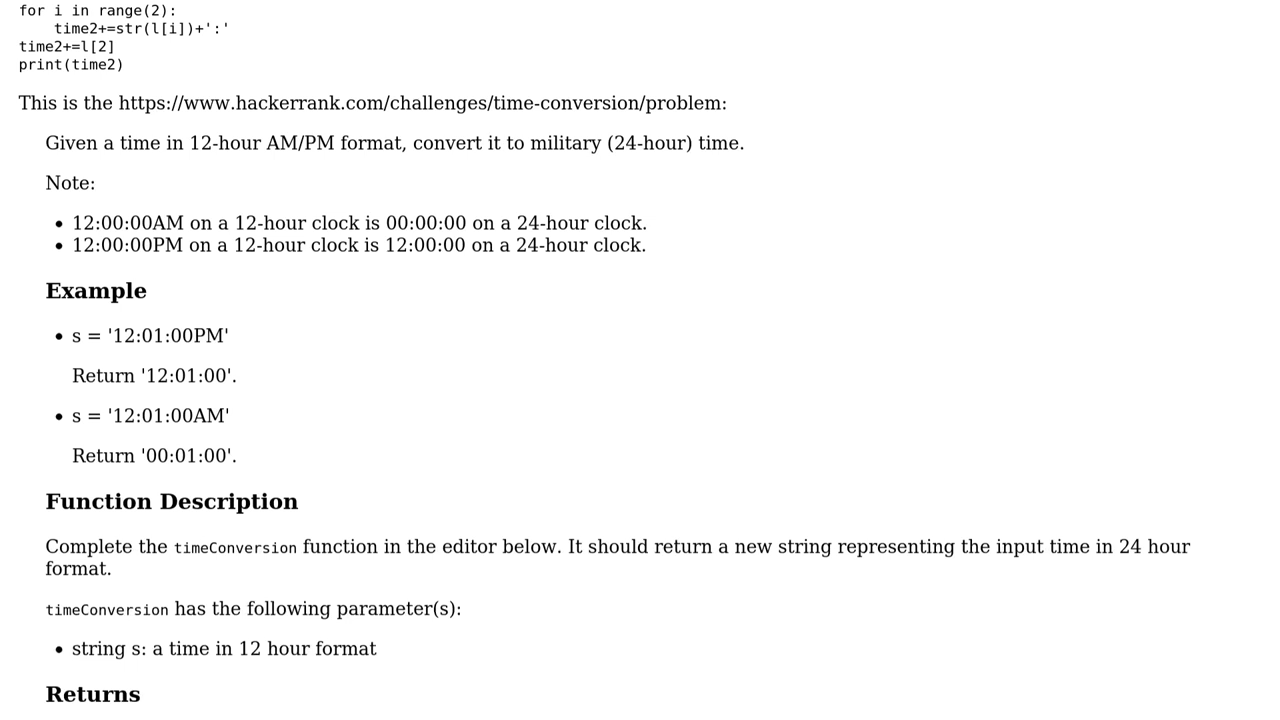 for i in range(2):
    time2+=str(l[i])+':'
time2+=l[2]
print(time2)
This is the https://www.hackerrank.com/challenges/time-conversion/problem:
Given a time in 12-hour AM/PM format, convert it to military (24-hour) time.
Note:
• 12:00:00AM on a 12-hour clock is 00:00:00 on a 24-hour clock.
• 12:00:00PM on a 12-hour clock is 12:00:00 on a 24-hour clock.
Example
• s = '12:01:00PM'
Return '12:01:00'.
• s = '12:01:00AM'
Return '00:01:00'.
Function Description
Complete the timeConversion function in the editor below. It should return a new string representing the input time in 24 hour
format.
timeConversion has the following parameter(s):
• string s: a time in 12 hour format
Returns